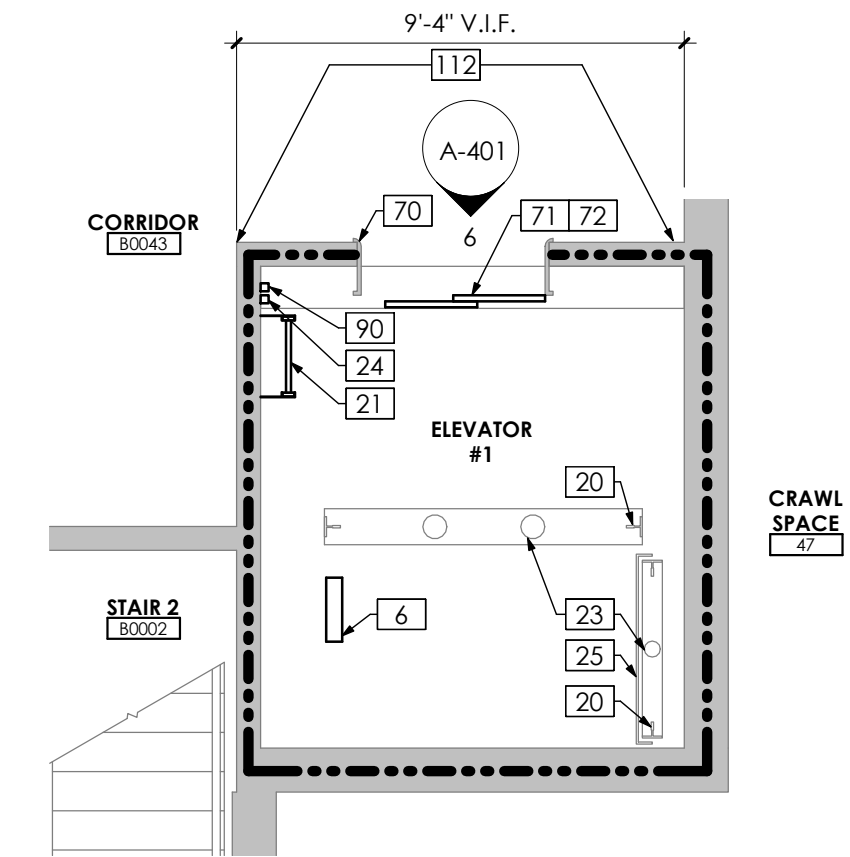 9'-4" V.I.F.
112
A-401
6
70
71 72
CORRIDOR
B0043
90
24
21
ELEVATOR
#1
20
CRAWL
SPACE
47
STAIR 2
B0002
6
23
25
20